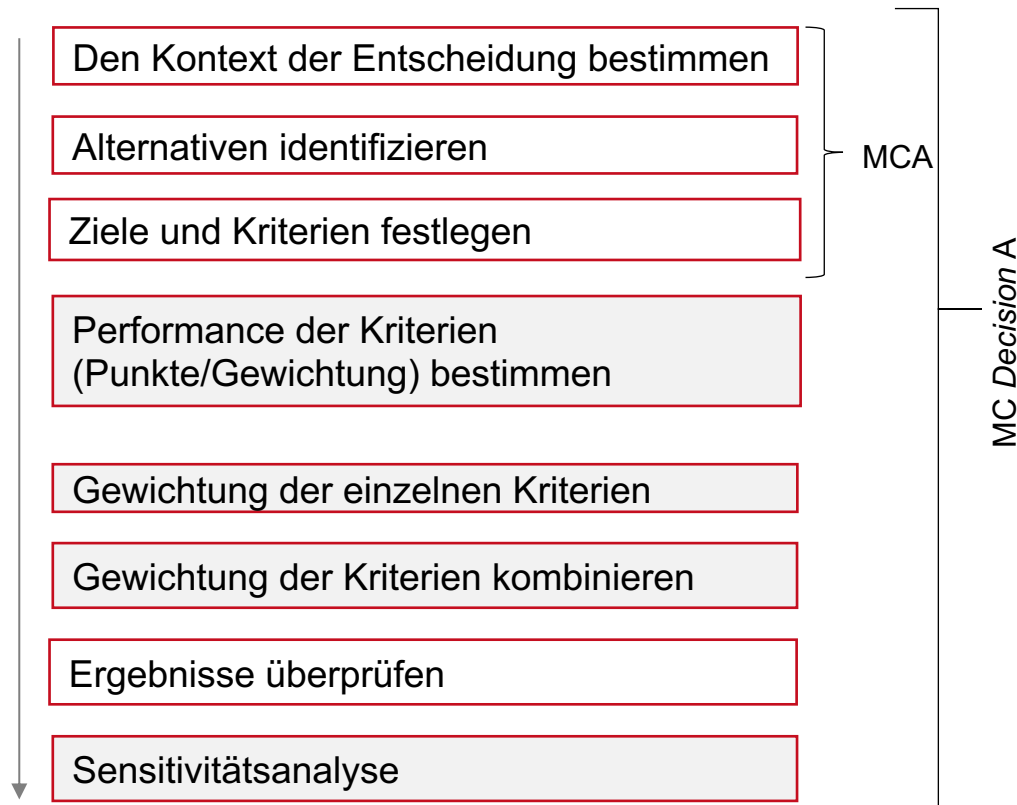 Den Kontext der Entscheidung bestimmen
Alternativen identifizieren
MCA
Ziele und Kriterien festlegen
Performance der Kriterien
(Punkte/Gewichtung) bestimmen
MC Decision A
Gewichtung der einzelnen Kriterien
Gewichtung der Kriterien kombinieren
Ergebnisse überprüfen
Sensitivitätsanalyse